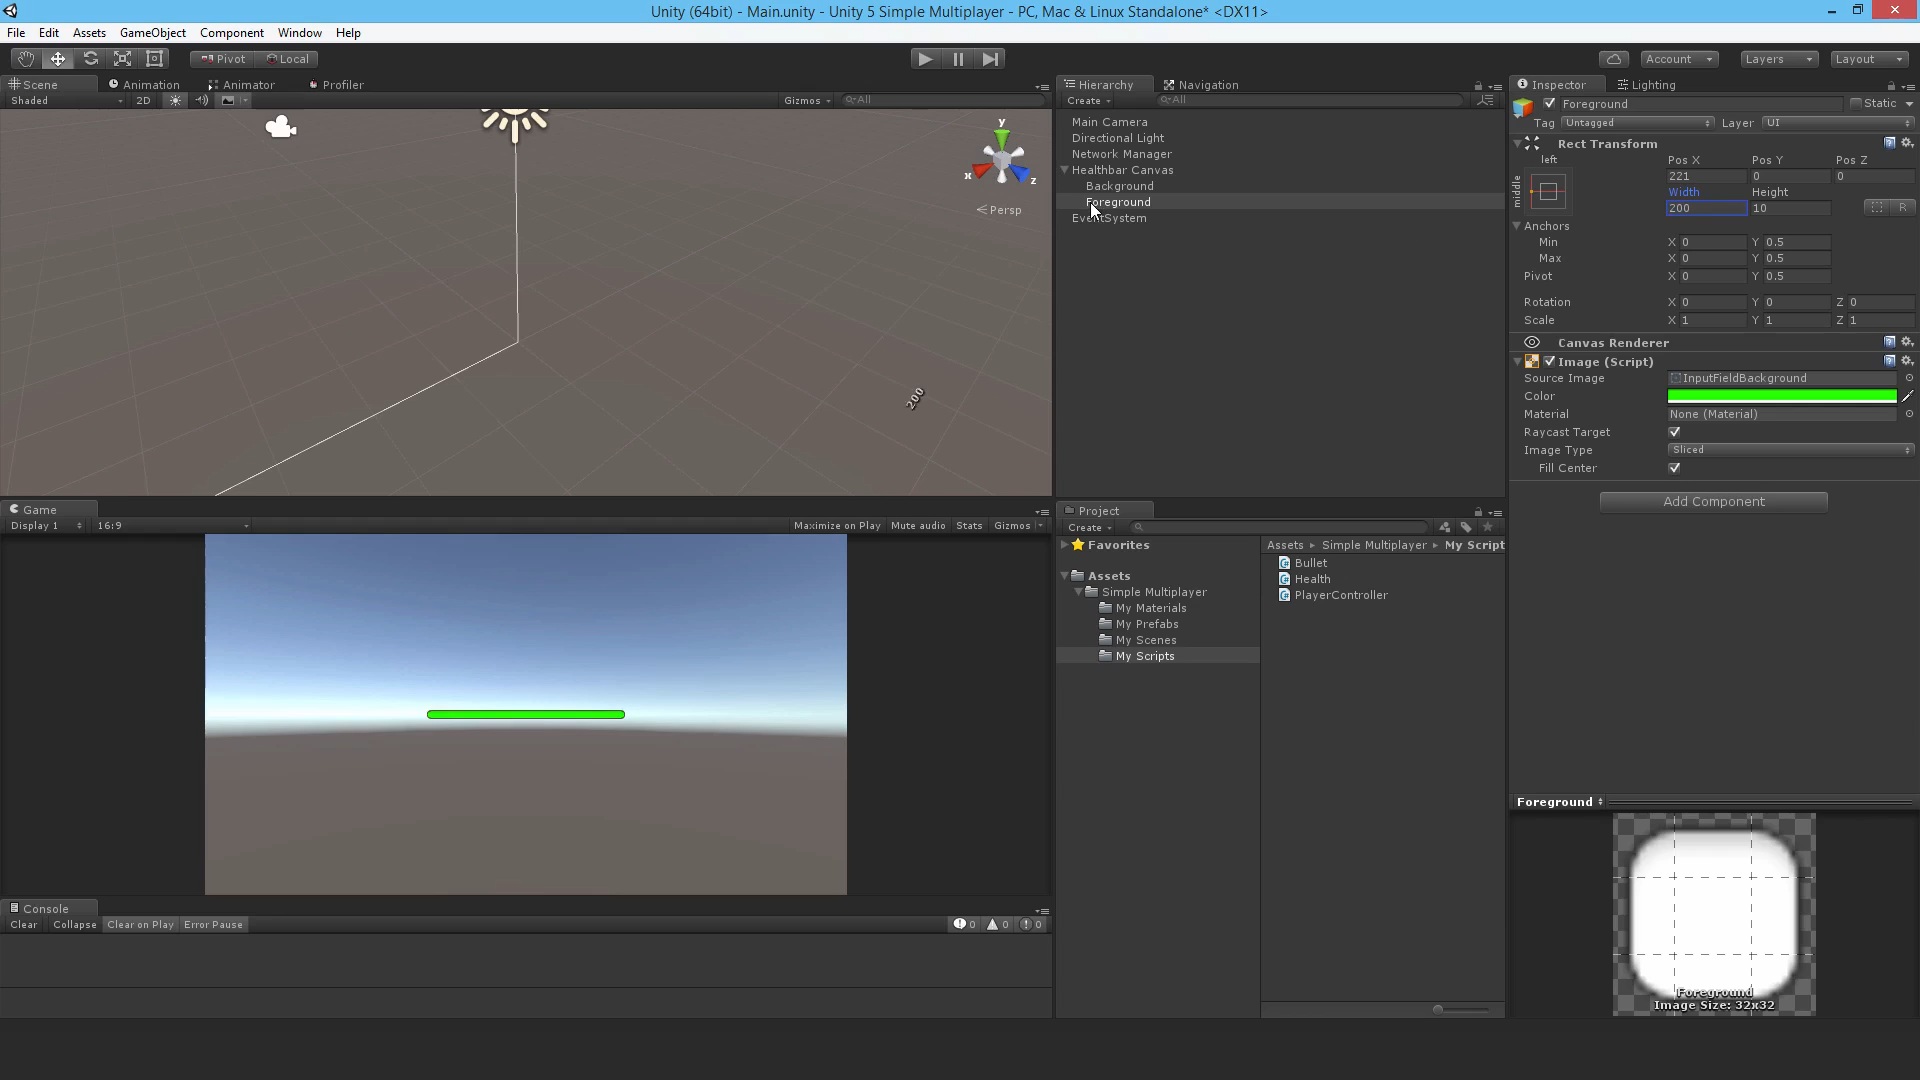 Unity (64bit) - Main.unity - Unity 5 Simple Multiplayer - PC, Mac & Linux Standalone* <DX11>
File Edit Assets GameObject Component Window Help
Pivot Local Account Layers Layout
Scene Animation Animator Profiler
Shaded 2D Gizmos All
y x z
Persp
200
Hierarchy Navigation
Create All
Main Camera
Directional Light
Network Manager
Healthbar Canvas
Background
Foreground
EventSystem
Inspector Lighting
Foreground Static
Tag Untagged Layer UI
Rect Transform
left Pos X Pos Y Pos Z
middle 221 0 0
Width Height
200 10 R
Anchors
Min X 0 Y 0.5
Max X 0 Y 0.5
Pivot X 0 Y 0.5
Rotation X 0 Y 0 Z 0
Scale X 1 Y 1 Z 1
Canvas Renderer
Image (Script)
Source Image InputFieldBackground
Color
Material None (Material)
Raycast Target
Image Type Sliced
Fill Center
Add Component
Game
Display 1 16:9 Maximize on Play Mute audio Stats Gizmos
Project
Create
Favorites
Assets
Simple Multiplayer
My Materials
My Prefabs
My Scenes
My Scripts
Assets Simple Multiplayer My Script
Bullet
Health
PlayerController
Console
Clear Collapse Clear on Play Error Pause 0 0 0
Foreground
Foreground
Image Size: 32x32